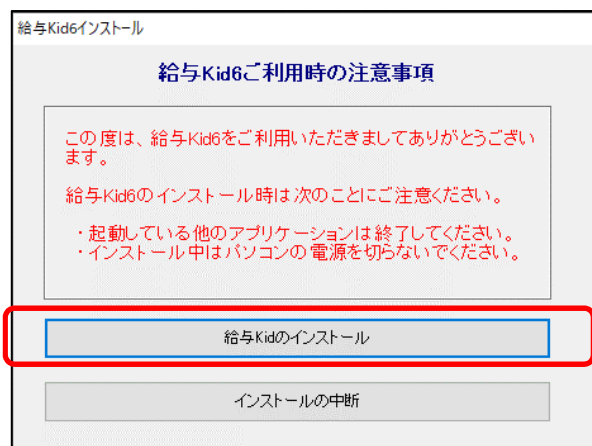 給与Kid6インストール
給与Kid6ご利用時の注意事項
この度は、給与Kid6をご利用いただきましてありがとうござい
ます。
給与Kid6のインストール時は次のことにご注意ください。
・起動している他のアプリケーションは終了してください。
・インストール中はパソコンの電源を切らないでください。
給与Kidのインストール
インストールの中断